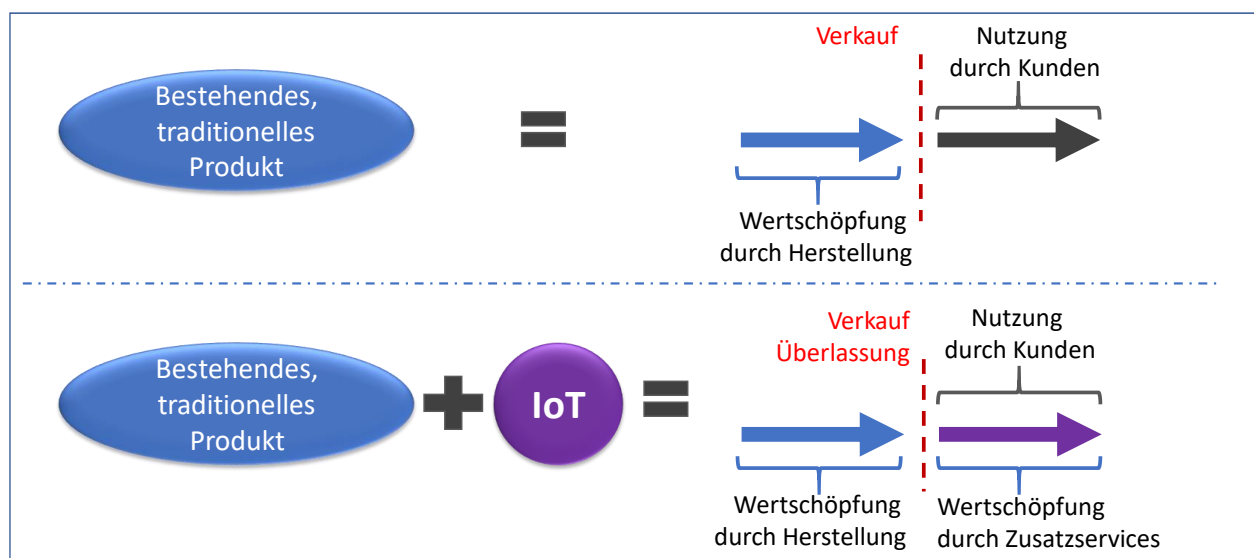 Verkauf
Nutzung
durch Kunden
Bestehendes,
traditionelles
Produkt
Wertschöpfung
durch Herstellung
Verkauf
Überlassung
Nutzung
durch Kunden
Bestehendes,
traditionelles
Produkt
IoT
Wertschöpfung
durch Herstellung
Wertschöpfung
durch Zusatzservices